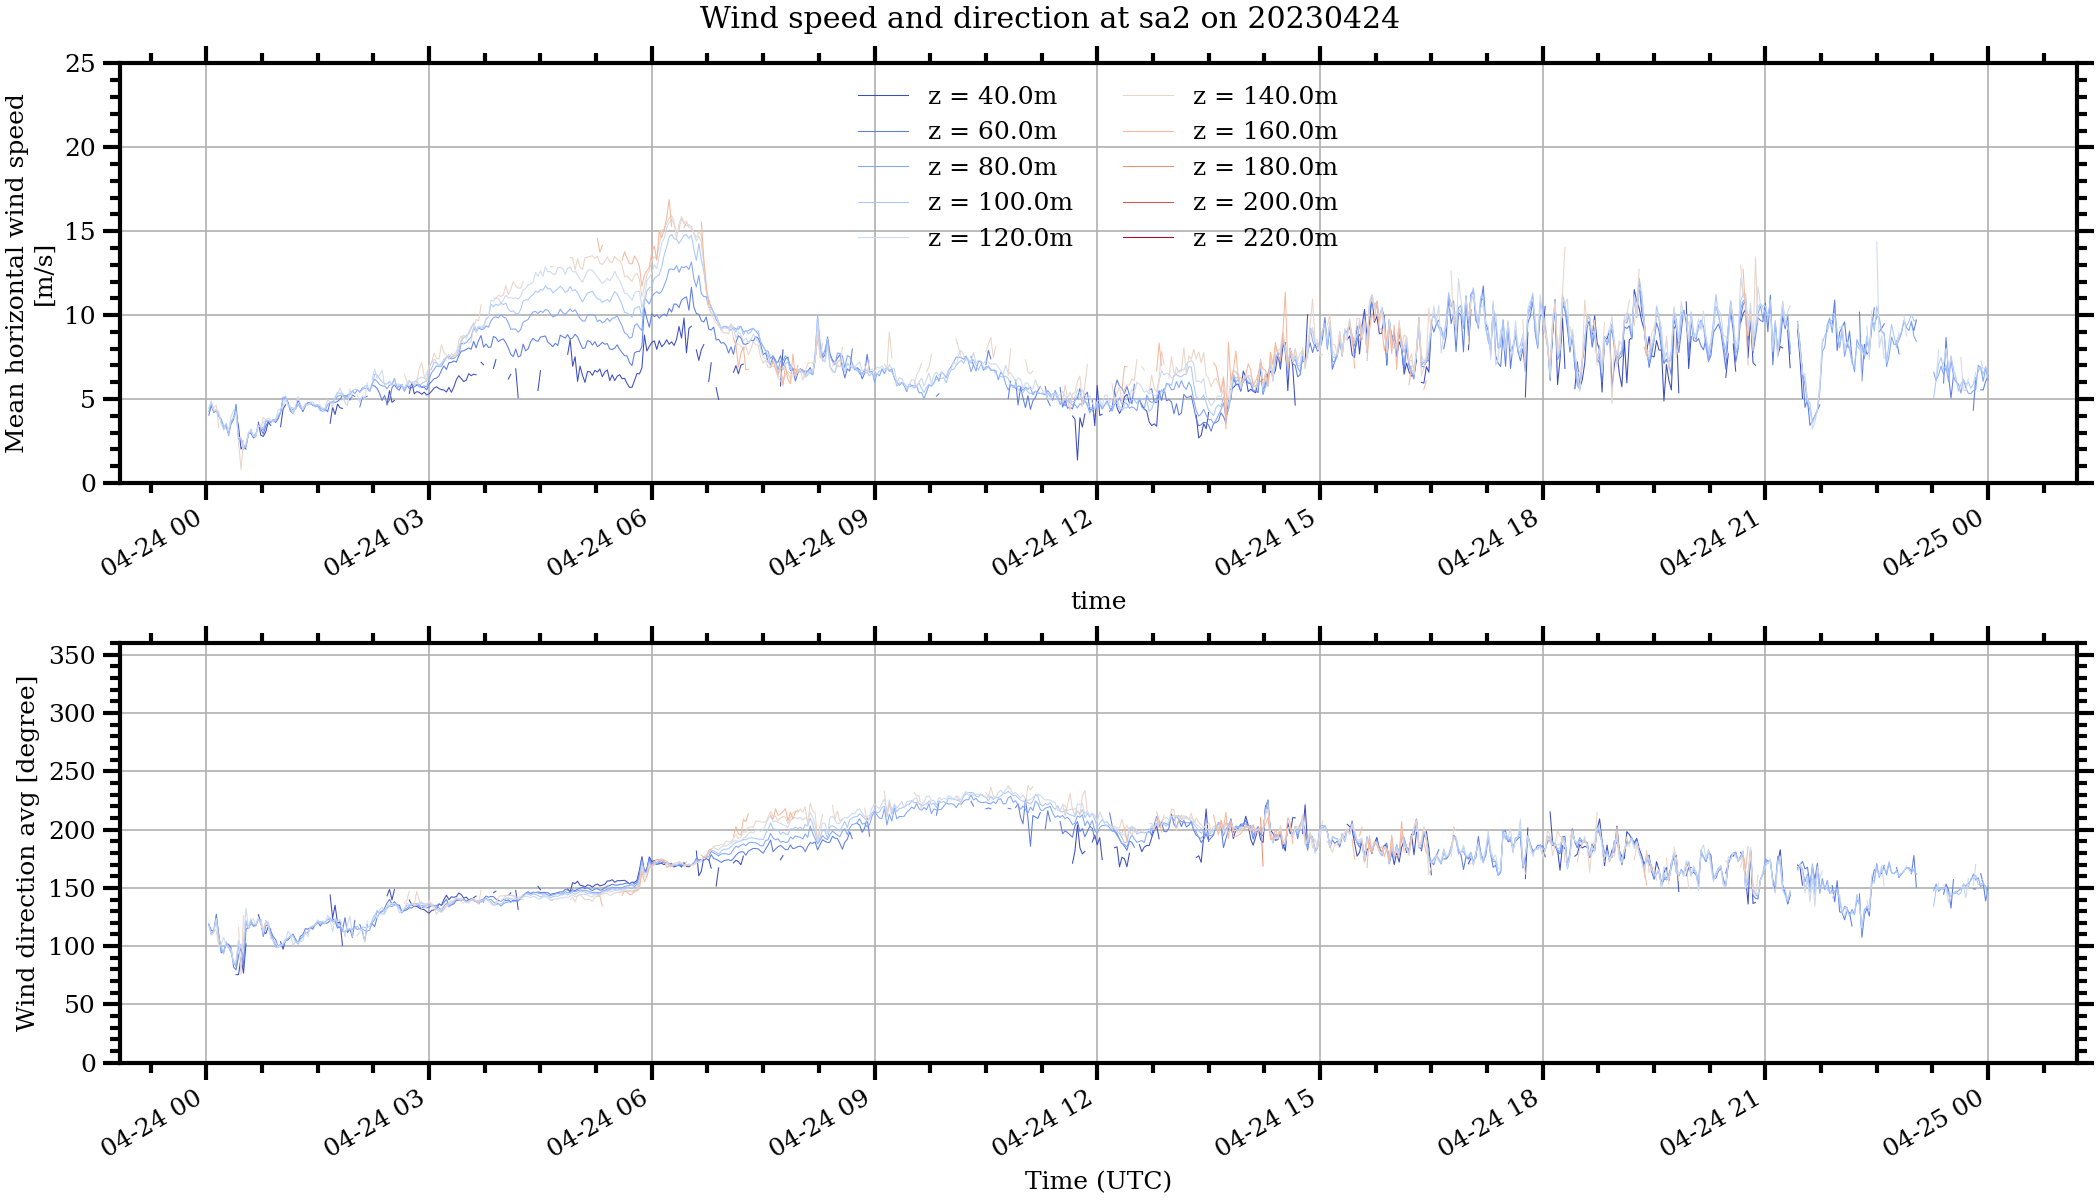 Wind speed and direction at sa2 on 20230424
Mean horizontal wind speed
[m/s]
25
20
15
10
5
0
z = 40.0m
z = 60.0m
z = 80.0m
z = 100.0m
z = 120.0m
z = 140.0m
z = 160.0m
z = 180.0m
z = 200.0m
z = 220.0m
04-24 00
04-24 03
04-24 06
04-24 09
04-24 12
04-24 15
04-24 18
04-24 21
04-25 00
time
Wind direction avg [degree]
350
300
250
200
150
100
50
0
04-24 00
04-24 03
04-24 06
04-24 09
04-24 12
04-24 15
04-24 18
04-24 21
04-25 00
Time (UTC)